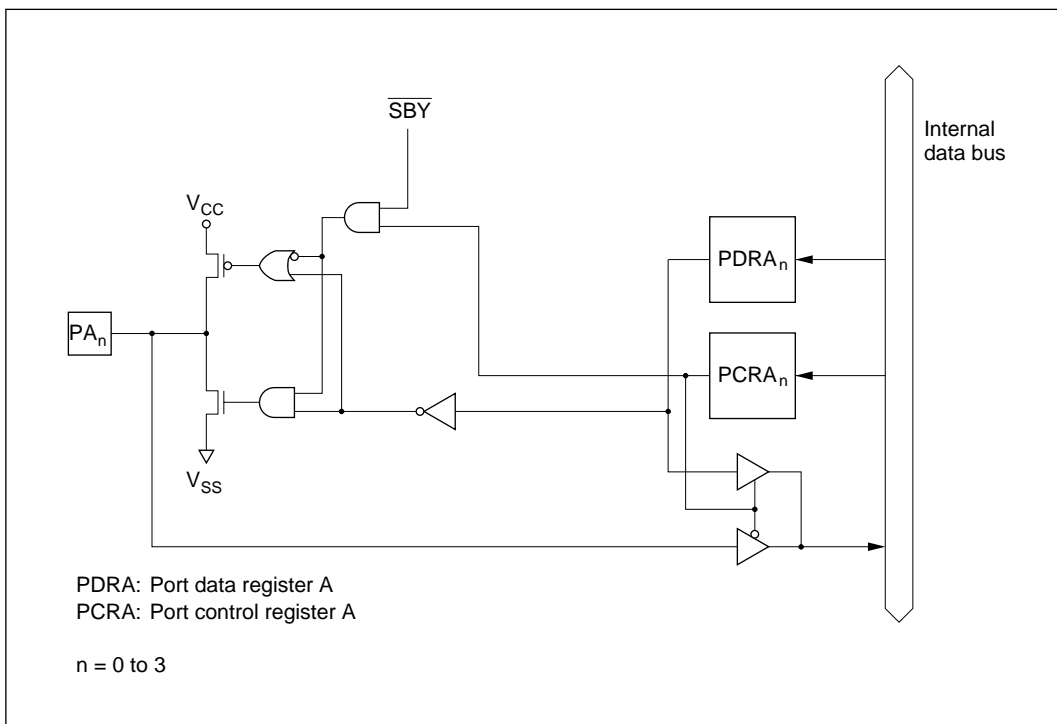 SBY
Internal
data bus
VCC
PDRAn
PAn
PCRAn
VSS
PDRA: Port data register A
PCRA: Port control register A
n = 0 to 3